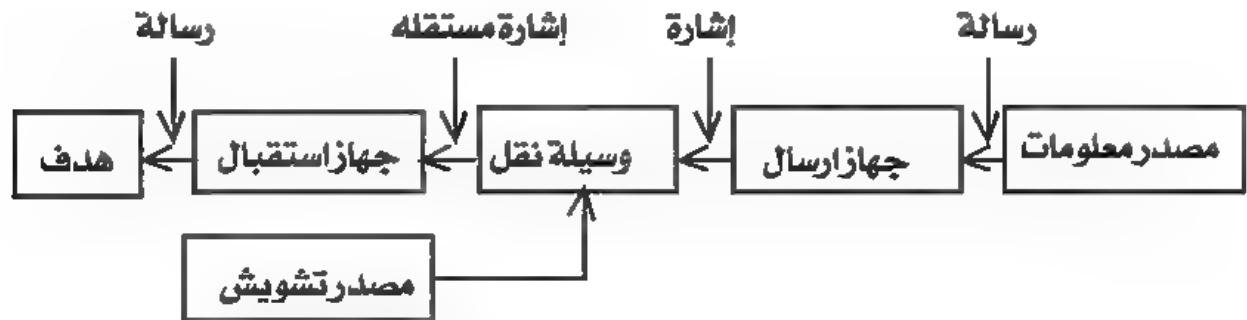 رسالة إشارة إشارة مستقله رسالة
مصدر معلومات جهاز ارسال وسيلة نقل جهاز استقبال هدف
مصدر تشويش